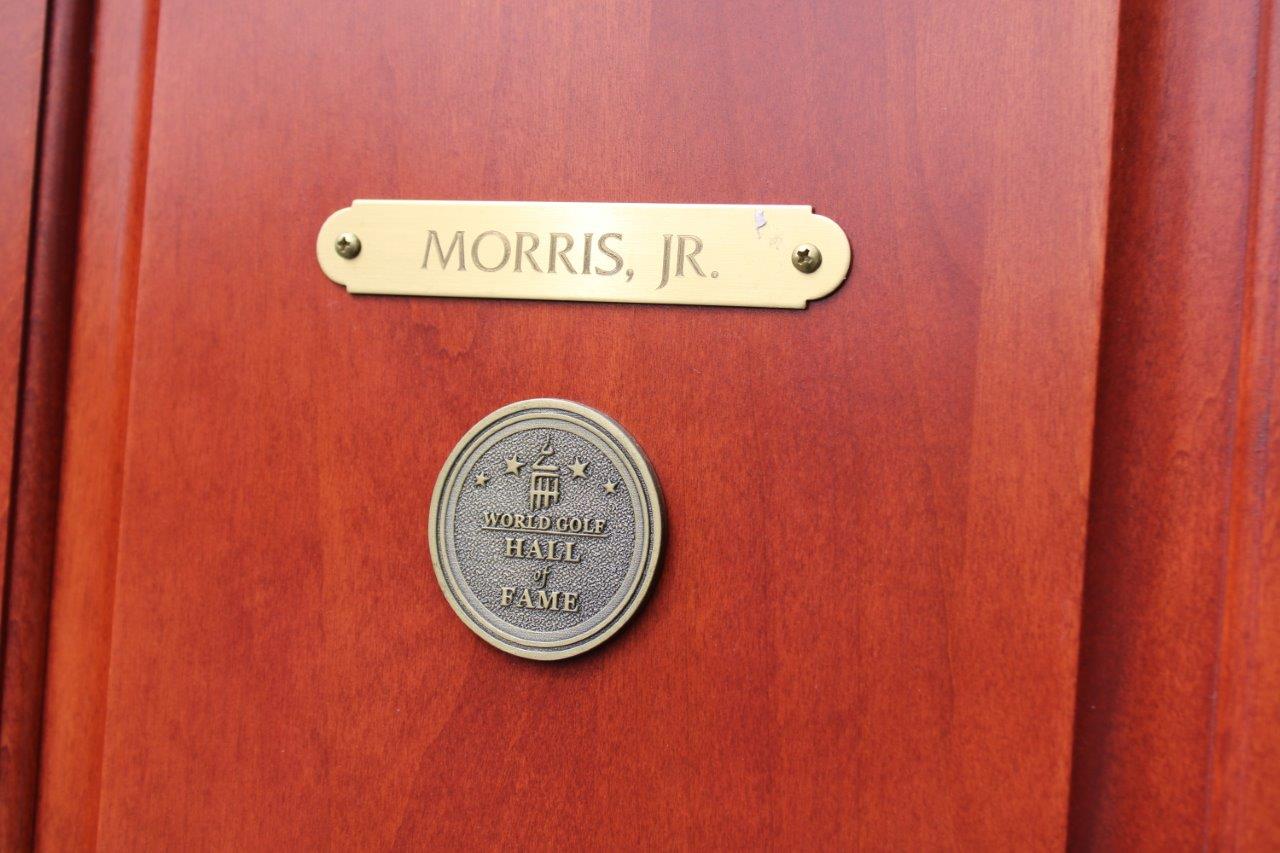 MORRIS, JR.
WORLD GOLF
HALL
of
FAME